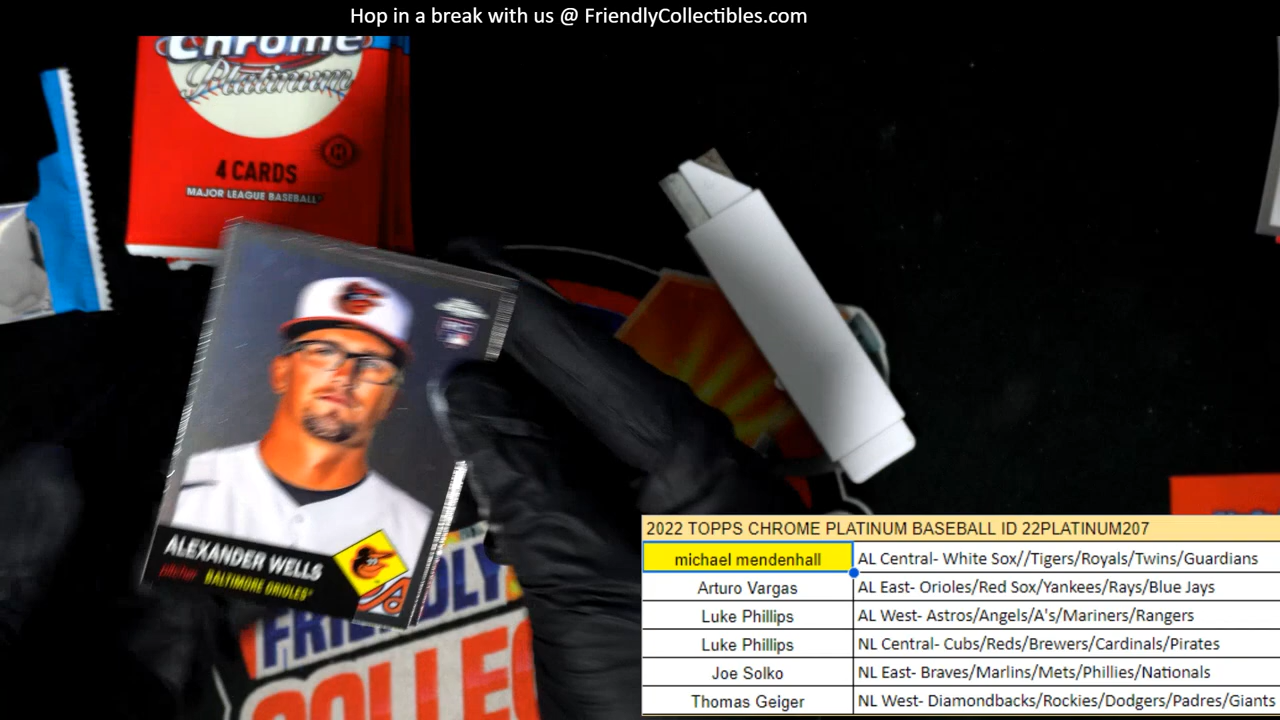 Hop in a break with us @ FriendlyCollectibles.com
Chrome
Platinum
4 CARDS
MAJOR LEAGUE BASEBALL
ALEXANDER WELLS
PITCHER BALTIMORE ORIOLES
FRIENDLY
COLLEC
2022 TOPPS CHROME PLATINUM BASEBALL ID 22PLATINUM207
michael mendenhall AL Central- White Sox//Tigers/Royals/Twins/Guardians
Arturo Vargas AL East- Orioles/Red Sox/Yankees/Rays/Blue Jays
Luke Phillips AL West- Astros/Angels/A's/Mariners/Rangers
Luke Phillips NL Central- Cubs/Reds/Brewers/Cardinals/Pirates
Joe Solko NL East- Braves/Marlins/Mets/Phillies/Nationals
Thomas Geiger NL West- Diamondbacks/Rockies/Dodgers/Padres/Giants